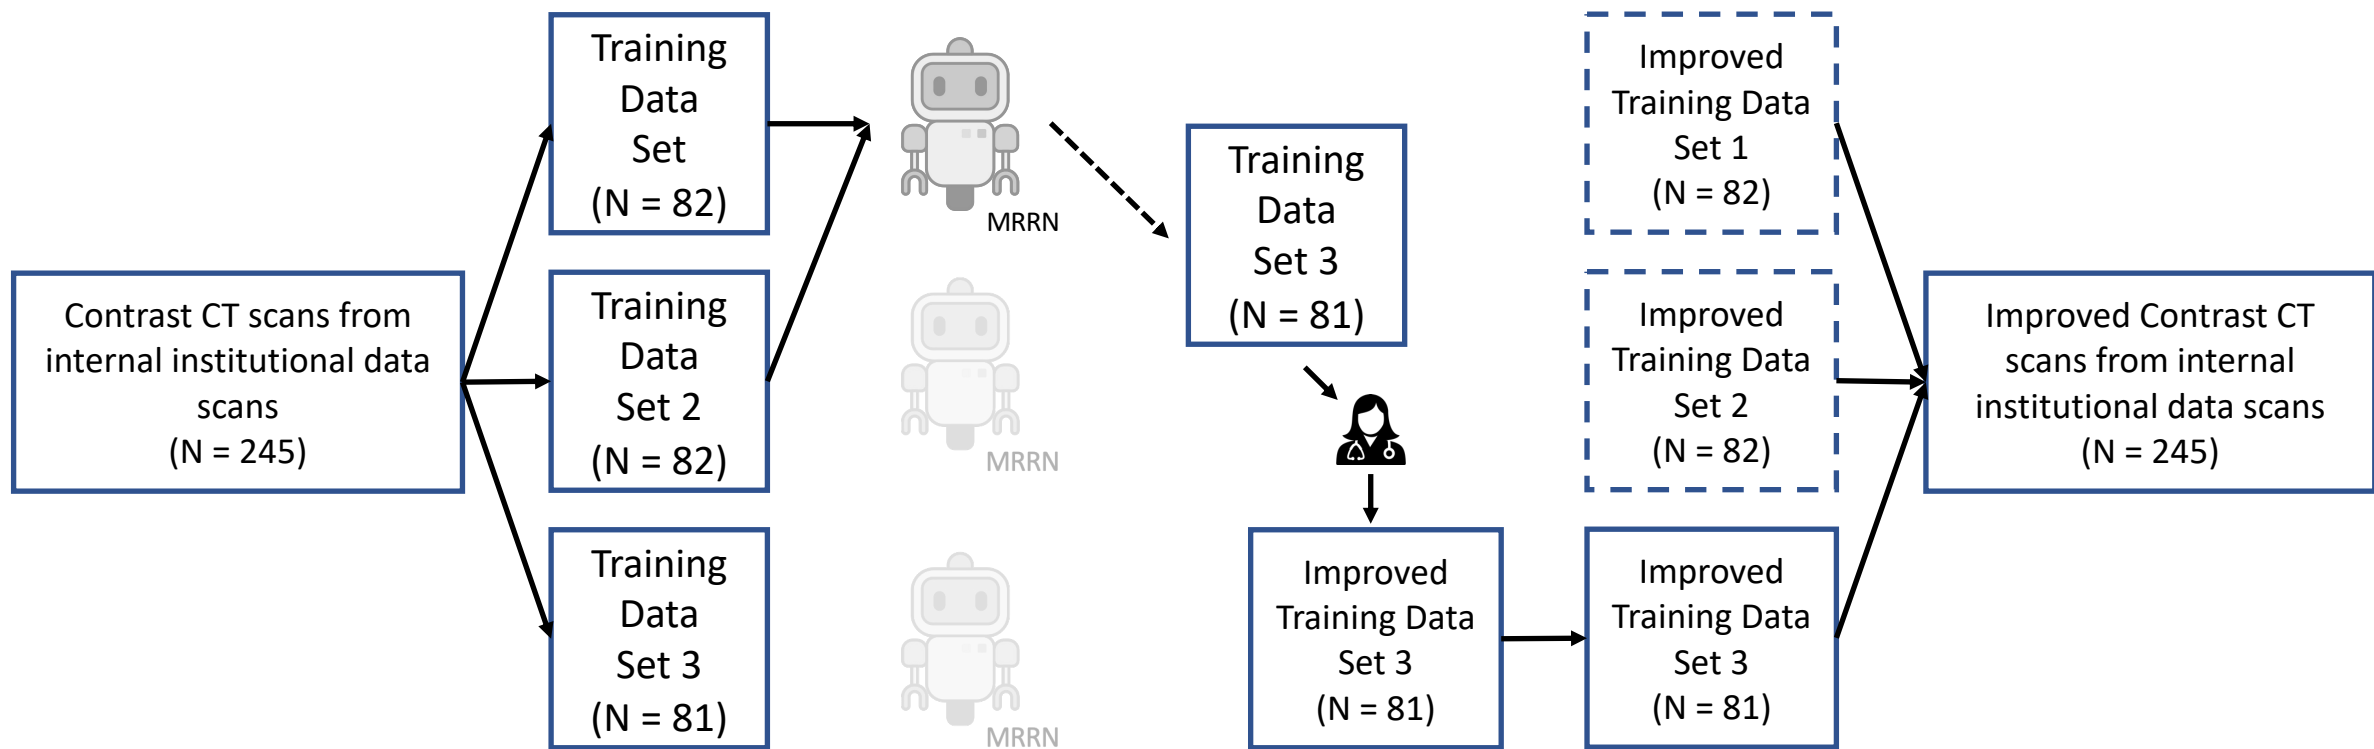 Contrast CT scans from
internal institutional data
scans
(N = 245)
Training
Data
Set
(N = 82)
Training
Data
Set 2
(N = 82)
Training
Data
Set 3
(N = 81)
MRRN
MRRN
MRRN
Training
Data
Set 3
(N = 81)
Improved
Training Data
Set 3
(N = 81)
Improved
Training Data
Set 1
(N = 82)
Improved
Training Data
Set 2
(N = 82)
Improved
Training Data
Set 3
(N = 81)
Improved Contrast CT
scans from internal
institutional data scans
(N = 245)